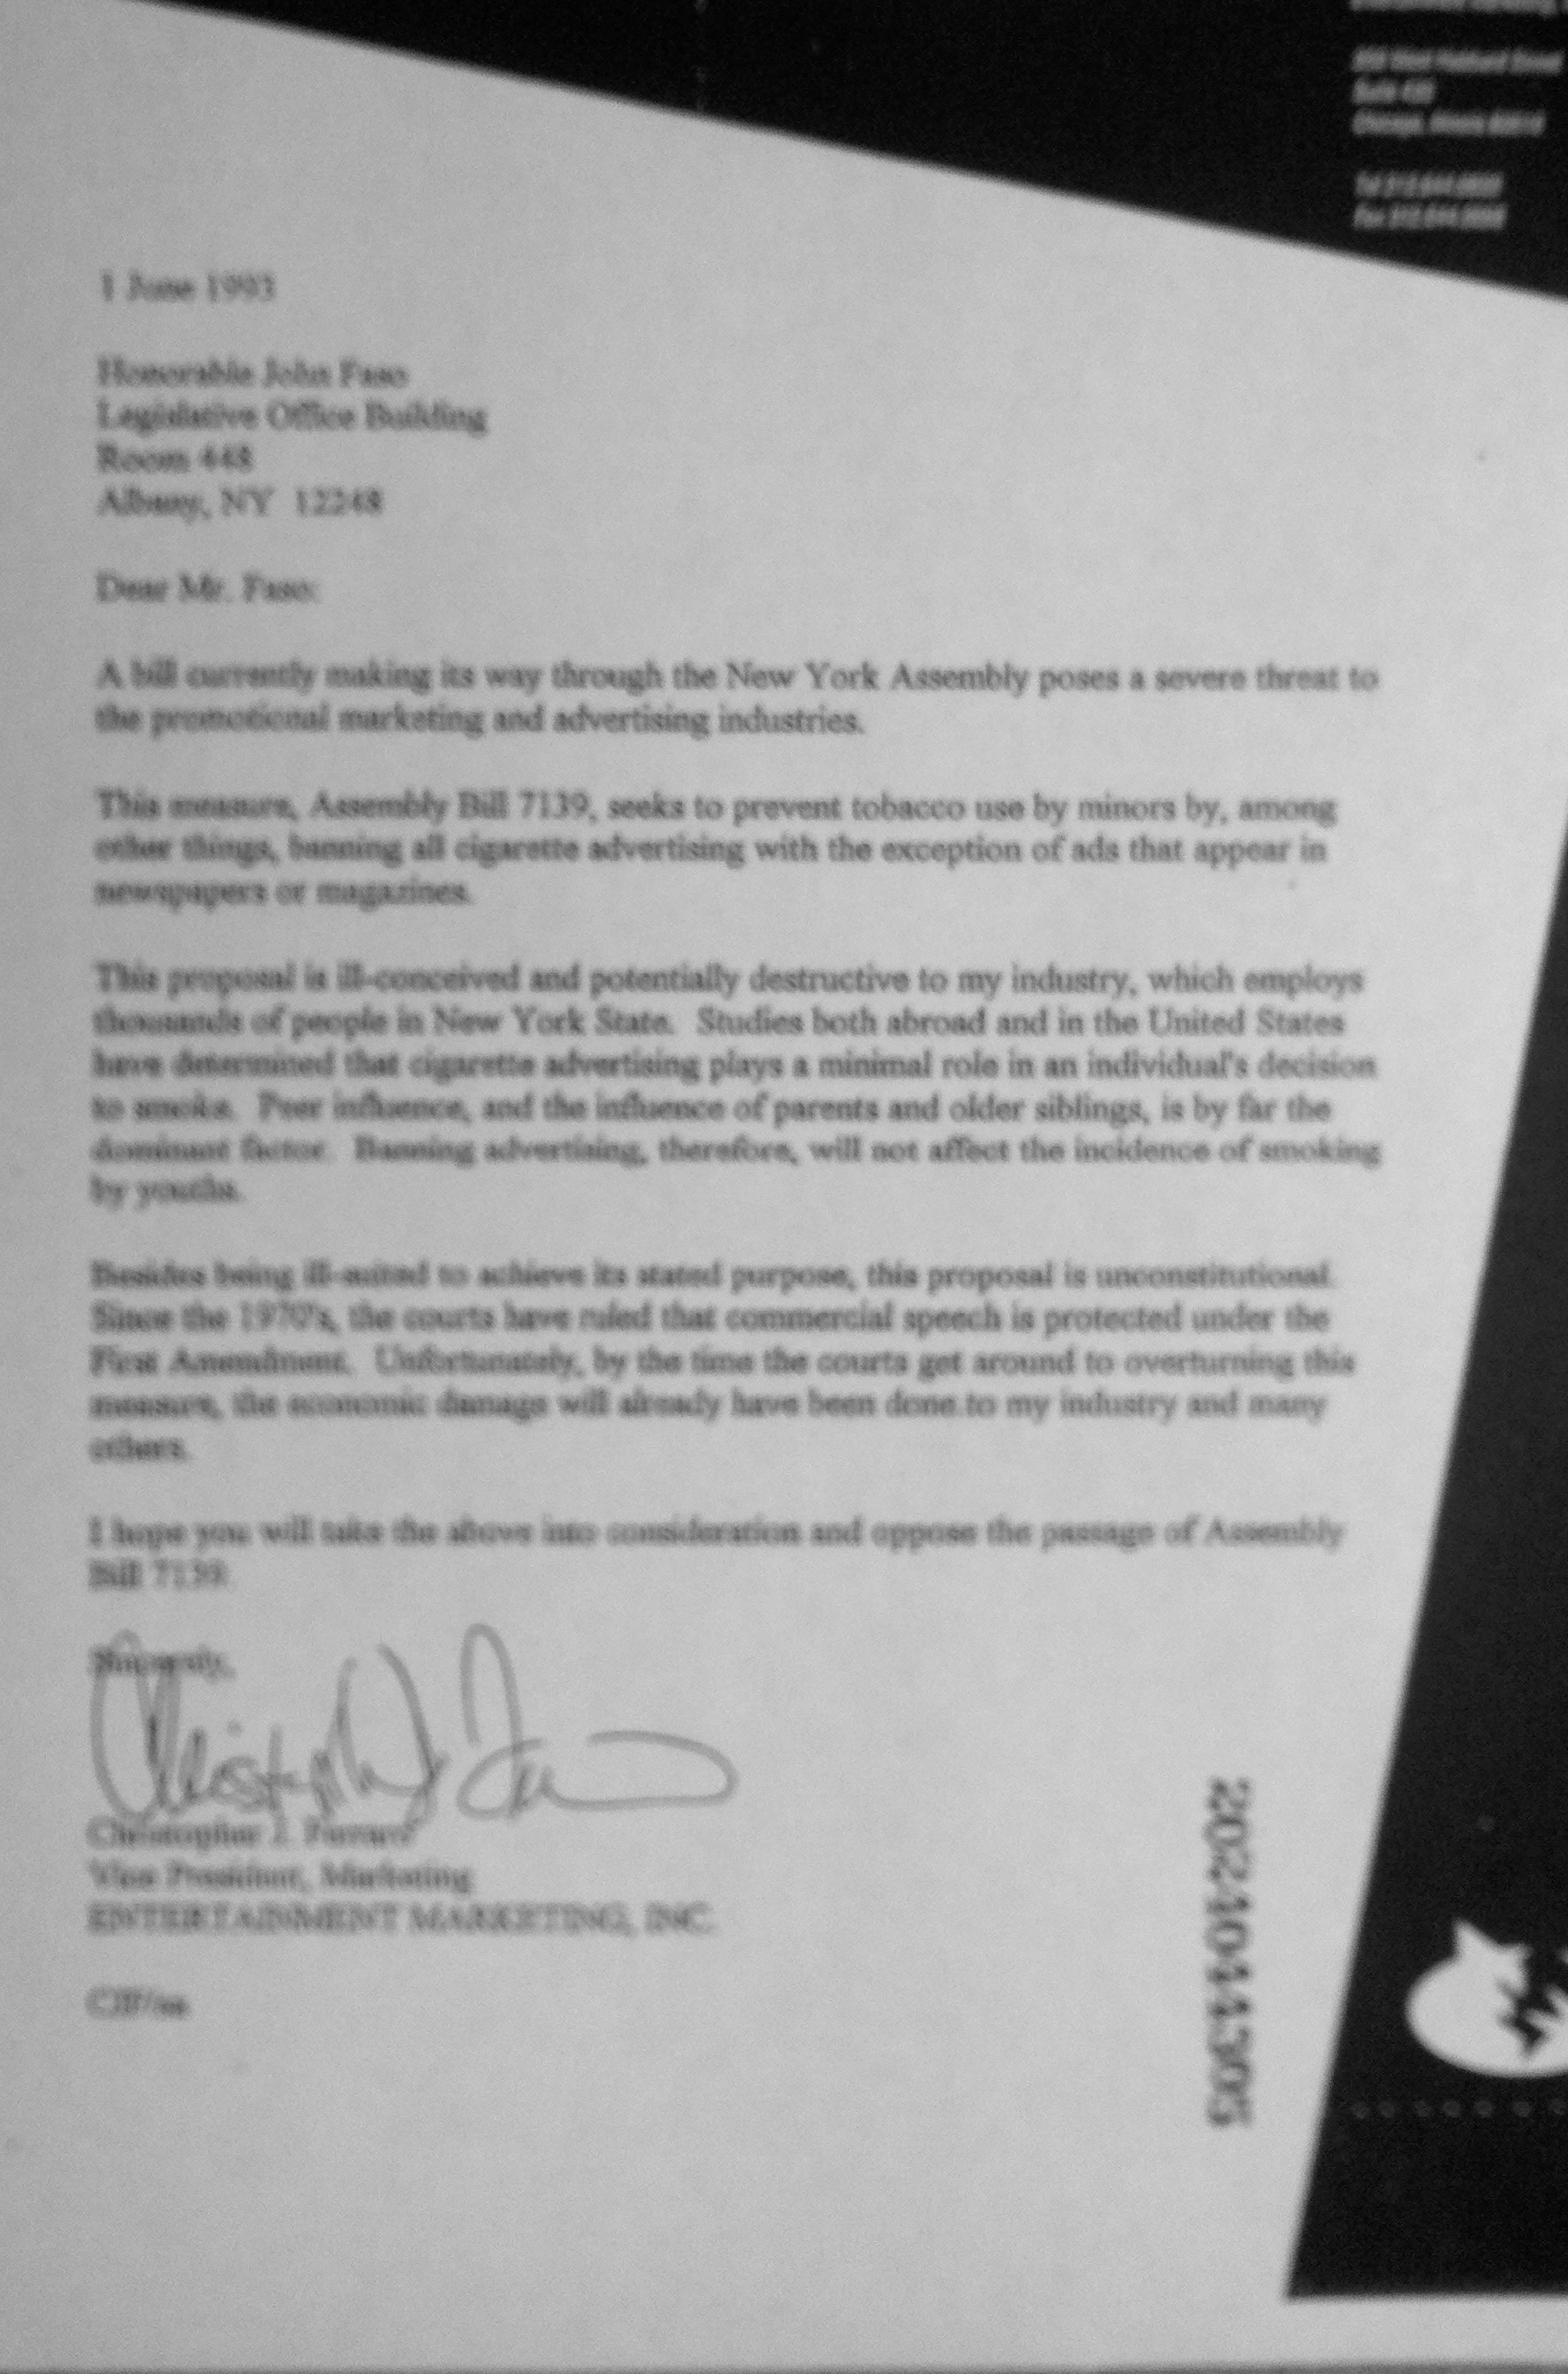 Suite 430
Chicago, Illinois 60614
1 June 1993
Honorable John Faso
Legislative Office Building
Room 448
Albany, NY 12248
Dear Mr. Faso:
A bill currently making its way through the New York Assembly poses a severe threat to
the promotional marketing and advertising industries.
This measure, Assembly Bill 7139, seeks to prevent tobacco use by minors by, among
other things, banning all cigarette advertising with the exception of ads that appear in
newspapers or magazines.
This proposal is ill-conceived and potentially destructive to my industry, which employs
thousands of people in New York State. Studies both abroad and in the United States
have determined that cigarette advertising plays a minimal role in an individual's decision
to smoke. Peer influence, and the influence of parents and older siblings, is by far the
dominant factor. Banning advertising, therefore, will not affect the incidence of smoking
by youths.
Besides being ill-suited to achieve its stated purpose, this proposal is unconstitutional.
Since the 1970's, the courts have ruled that commercial speech is protected under the
First Amendment. Unfortunately, by the time the courts get around to overturning this
measure, the economic damage will already have been done to my industry and many
others.
I hope you will take the above into consideration and oppose the passage of Assembly
Bill 7139.
Sincerely,
Christopher J. Ferraro
Vice President, Marketing
ENTERTAINMENT MARKETING, INC.
CJF/aa
2024044305